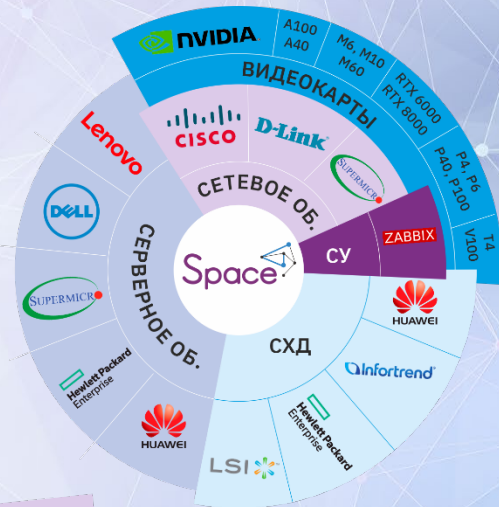 NVIDIA
A100
A40
M6, M10
M60
RTX 6000
RTX 8000
P4, P6
P40, P100
T4
V100
ВИДЕОКАРТЫ
CISCO
D-Link
SUPERMICR
СЕТЕВОЕ ОБ.
СУ
ZABBIX
Space
СХД
HUAWEI
Infortrend
Hewlett Packard
Enterprise
LSI
СЕРВЕРНОЕ ОБ.
Lenovo
DELL
SUPERMICR
Hewlett Packard
Enterprise
HUAWEI